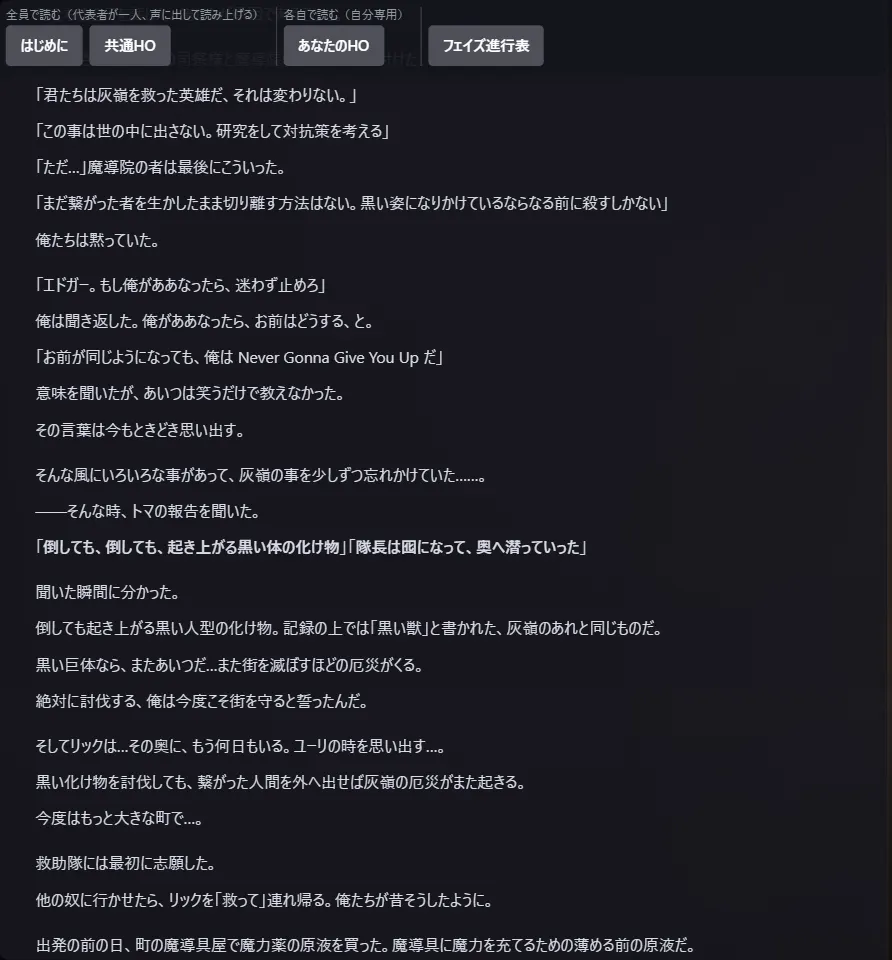 全員で読む（代表者が一人、声に出して読み上げる）
各自で読む（自分専用）
はじめに
共通HO
あなたのHO
フェイズ進行表
「君たちは灰嶺を救った英雄だ、それは変わりない。」
「この事は世の中に出さない。研究をして対抗策を考える」
「ただ…」魔導院の者は最後にこういった。
「まだ繋がった者を生かしたまま切り離す方法はない。黒い姿になりかけているならなる前に殺すしかない」
俺たちは黙っていた。
「エドガー。もし俺がああなったら、迷わず止めろ」
俺は聞き返した。俺がああなったら、お前はどうする、と。
「お前が同じようになっても、俺は Never Gonna Give You Up だ」
意味を聞いたが、あいつは笑うだけで教えなかった。
その言葉は今もときどき思い出す。
そんな風にいろいろな事があって、灰嶺の事を少しずつ忘れかけていた……。
――そんな時、トマの報告を聞いた。
「倒しても、倒しても、起き上がる黒い体の化け物」「隊長は囮になって、奥へ潜っていった」
聞いた瞬間に分かった。
倒しても起き上がる黒い人型の化け物。記録の上では「黒い獣」と書かれた、灰嶺のあれと同じものだ。
黒い巨体なら、またあいつだ…また街を滅ぼすほどの厄災がくる。
絶対に討伐する、俺は今度こそ街を守ると誓ったんだ。
そしてリックは…その奥に、もう何日もいる。ユーリの時を思い出す…。
黒い化け物を討伐しても、繋がった人間を外へ出せば灰嶺の厄災がまた起きる。
今度はもっと大きな町で…。
救助隊には最初に志願した。
他の奴に行かせたら、リックを「救って」連れ帰る。俺たちが昔そうしたように。
出発の前の日、町の魔導具屋で魔力薬の原液を買った。魔導具に魔力を充てるための薄める前の原液だ。